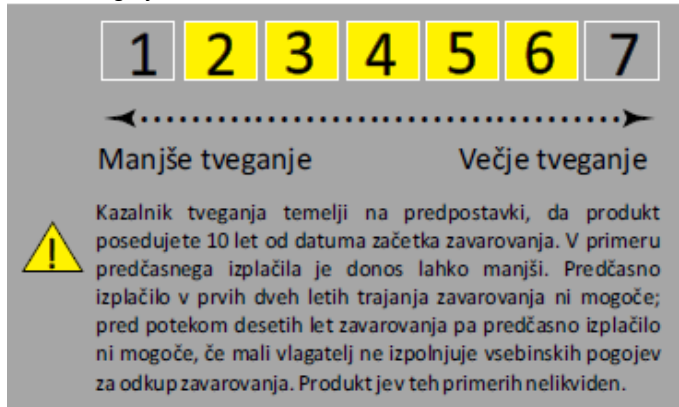 1 2 3 4 5 6 7
Manjše tveganje Večje tveganje
Kazalnik tveganja temelji na predpostavki, da produkt
posedujete 10 let od datuma začetka zavarovanja. V primeru
predčasnega izplačila je donos lahko manjši. Predčasno
izplačilo v prvih dveh letih trajanja zavarovanja ni mogoče;
pred potekom desetih let zavarovanja pa predčasno izplačilo
ni mogoče, če mali vlagatelj ne izpolnjuje vsebinskih pogojev
za odkup zavarovanja. Produkt je v teh primerih nelikviden.